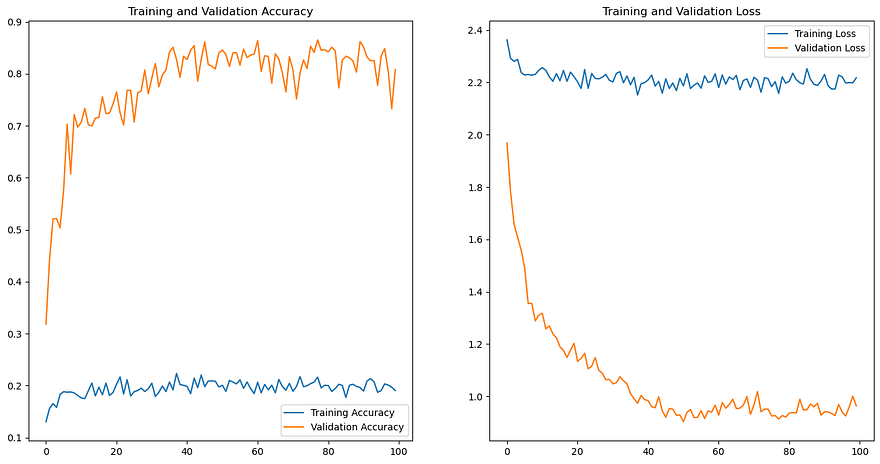 Training and Validation Accuracy
0.9
0.8
0.7
0.6
0.5
0.4
0.3
0.2
0.1
0 20 40 60 80 100
Training Accuracy
Validation Accuracy
Training and Validation Loss
2.4
2.2
2.0
1.8
1.6
1.4
1.2
1.0
0 20 40 60 80 100
Training Loss
Validation Loss